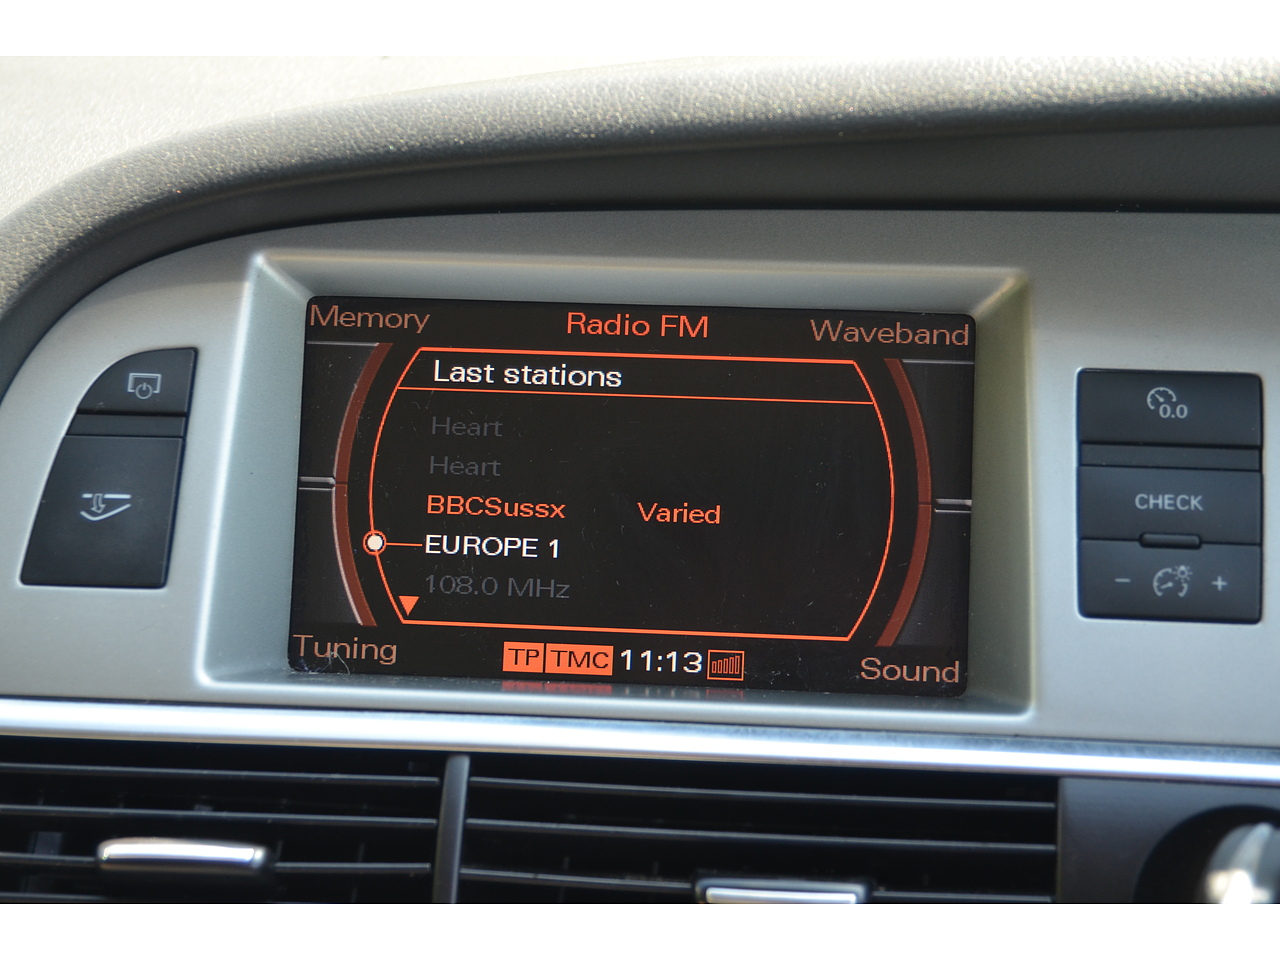 Memory
Radio FM
Waveband
Last stations
Heart
Heart
BBCSussx Varied
EUROPE 1
108.0 MHz
Tuning
TP TMC 11:13
Sound
0.0
CHECK
- +